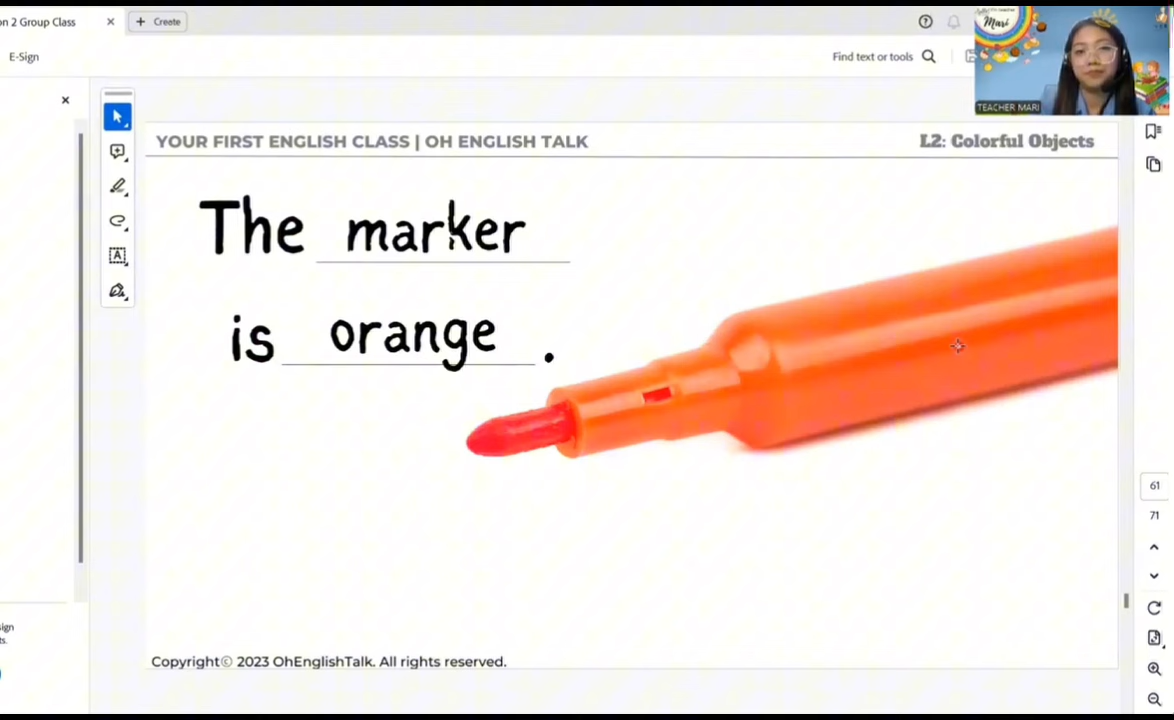 on 2 Group Class
Create
E-Sign
Find text or tools
Mari
TEACHER MARI
YOUR FIRST ENGLISH CLASS | OH ENGLISH TALK
L2: Colorful Objects
The marker
is orange.
61
71
Copyright© 2023 OhEnglishTalk. All rights reserved.